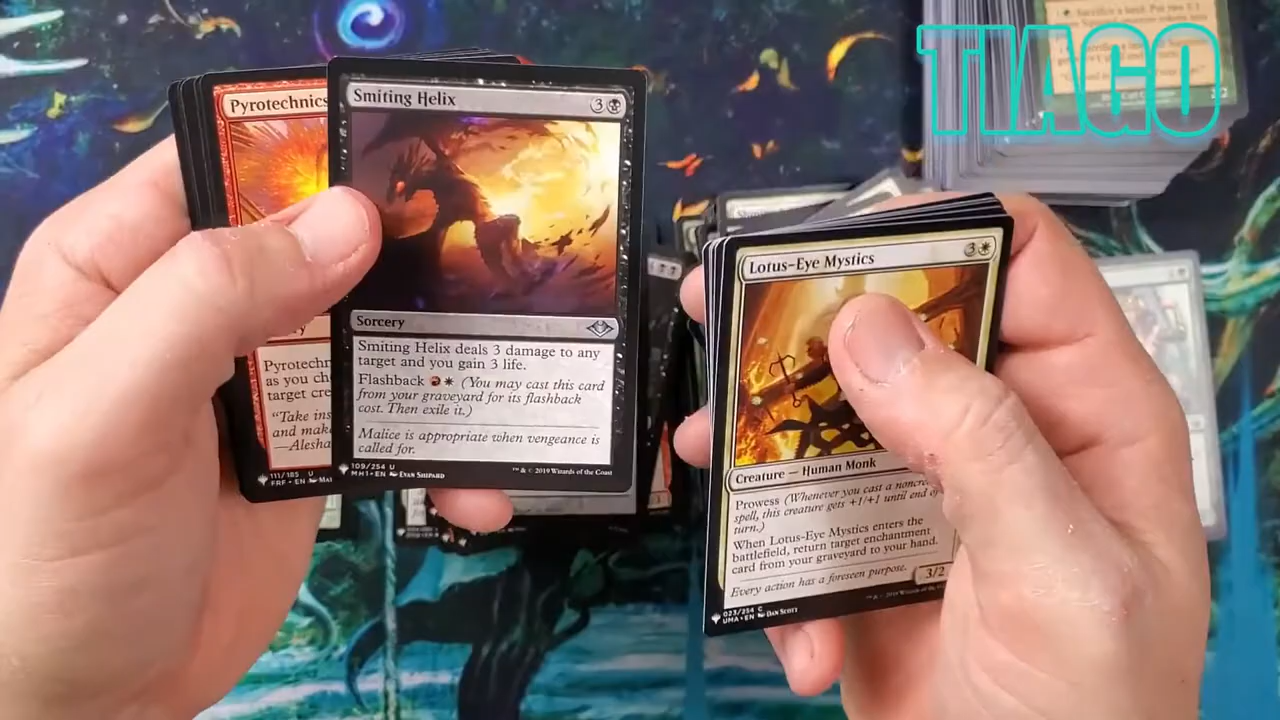 TIAGO
Pyrotechnics
Pyrotechn
as you ch
target cre
"Take ins
and mak
—Alesha
111/185 U
FRF • EN
Smiting Helix
3
Sorcery
Smiting Helix deals 3 damage to any
target and you gain 3 life.
Flashback (You may cast this card
from your graveyard for its flashback
cost. Then exile it.)
Malice is appropriate when vengeance is
called for.
109/254 U
MH1 • EN Evan Shipard
™ & © 2019 Wizards of the Coast
Lotus-Eye Mystics
3
Creature — Human Monk
Prowess (Whenever you cast a noncre
spell, this creature gets +1/+1 until end of
turn.)
When Lotus-Eye Mystics enters the
battlefield, return target enchantment
card from your graveyard to your hand.
Every action has a foreseen purpose.
3/2
023/254 C
UMA • EN Dan Scott